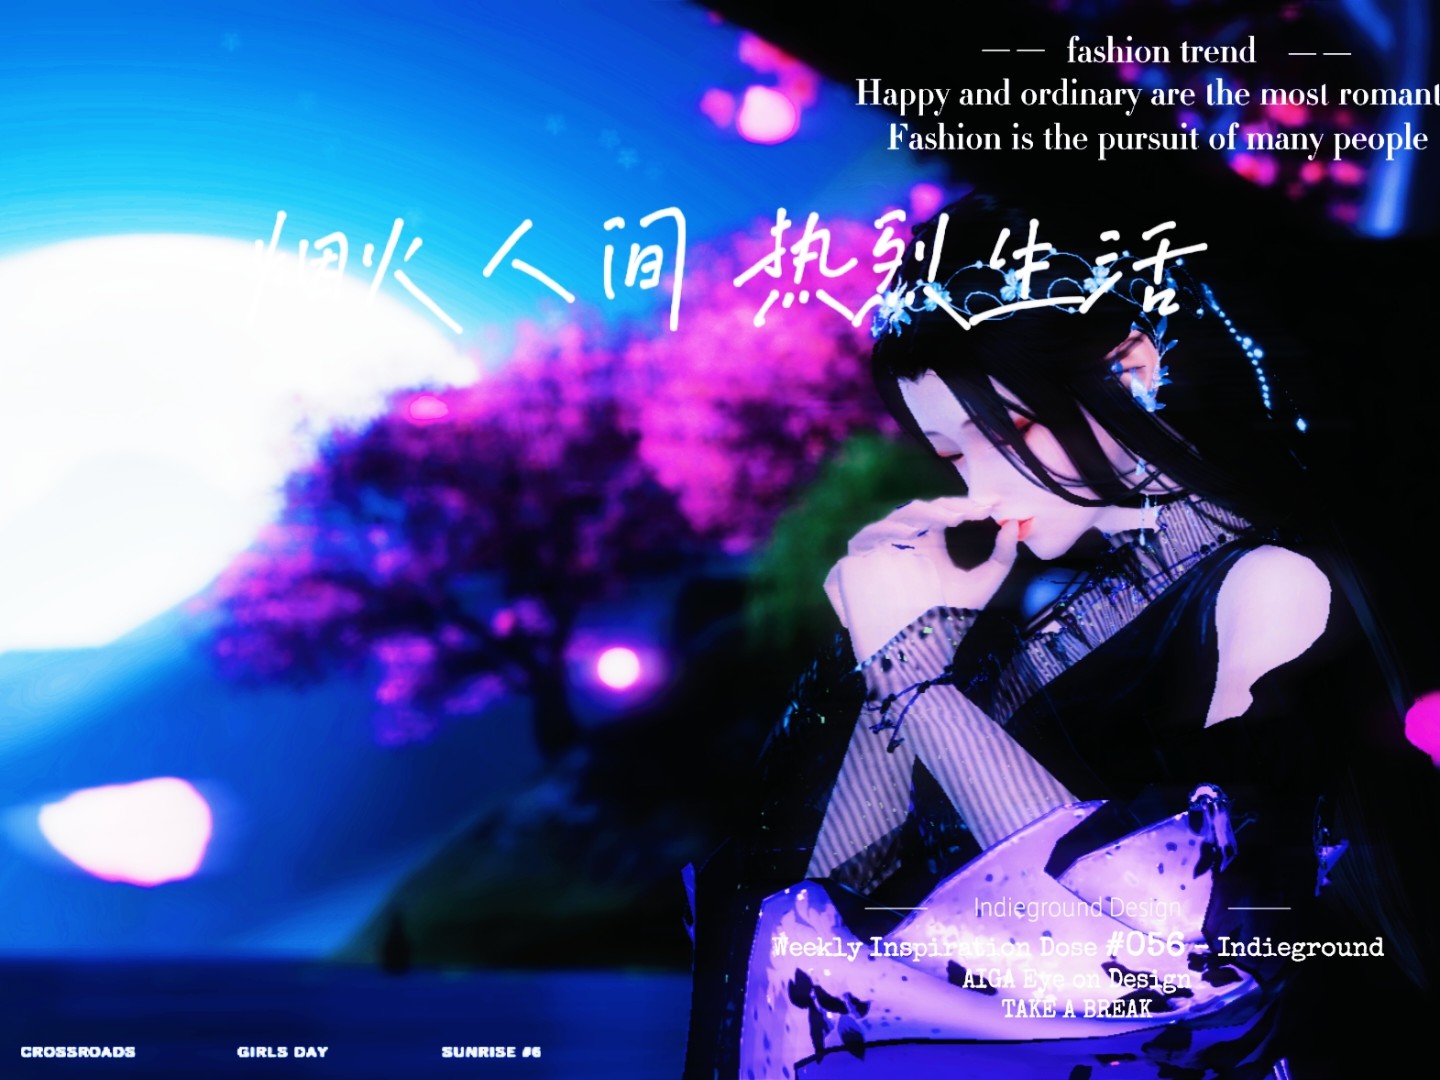 —— fashion trend ——
Happy and ordinary are the most romant
Fashion is the pursuit of many people
烟火人间 热烈生活
Indieground Design
Weekly Inspiration Dose #056 – Indieground
AIGA Eye on Design
TAKE A BREAK
CROSSROADS GIRLS DAY SUNRISE #6